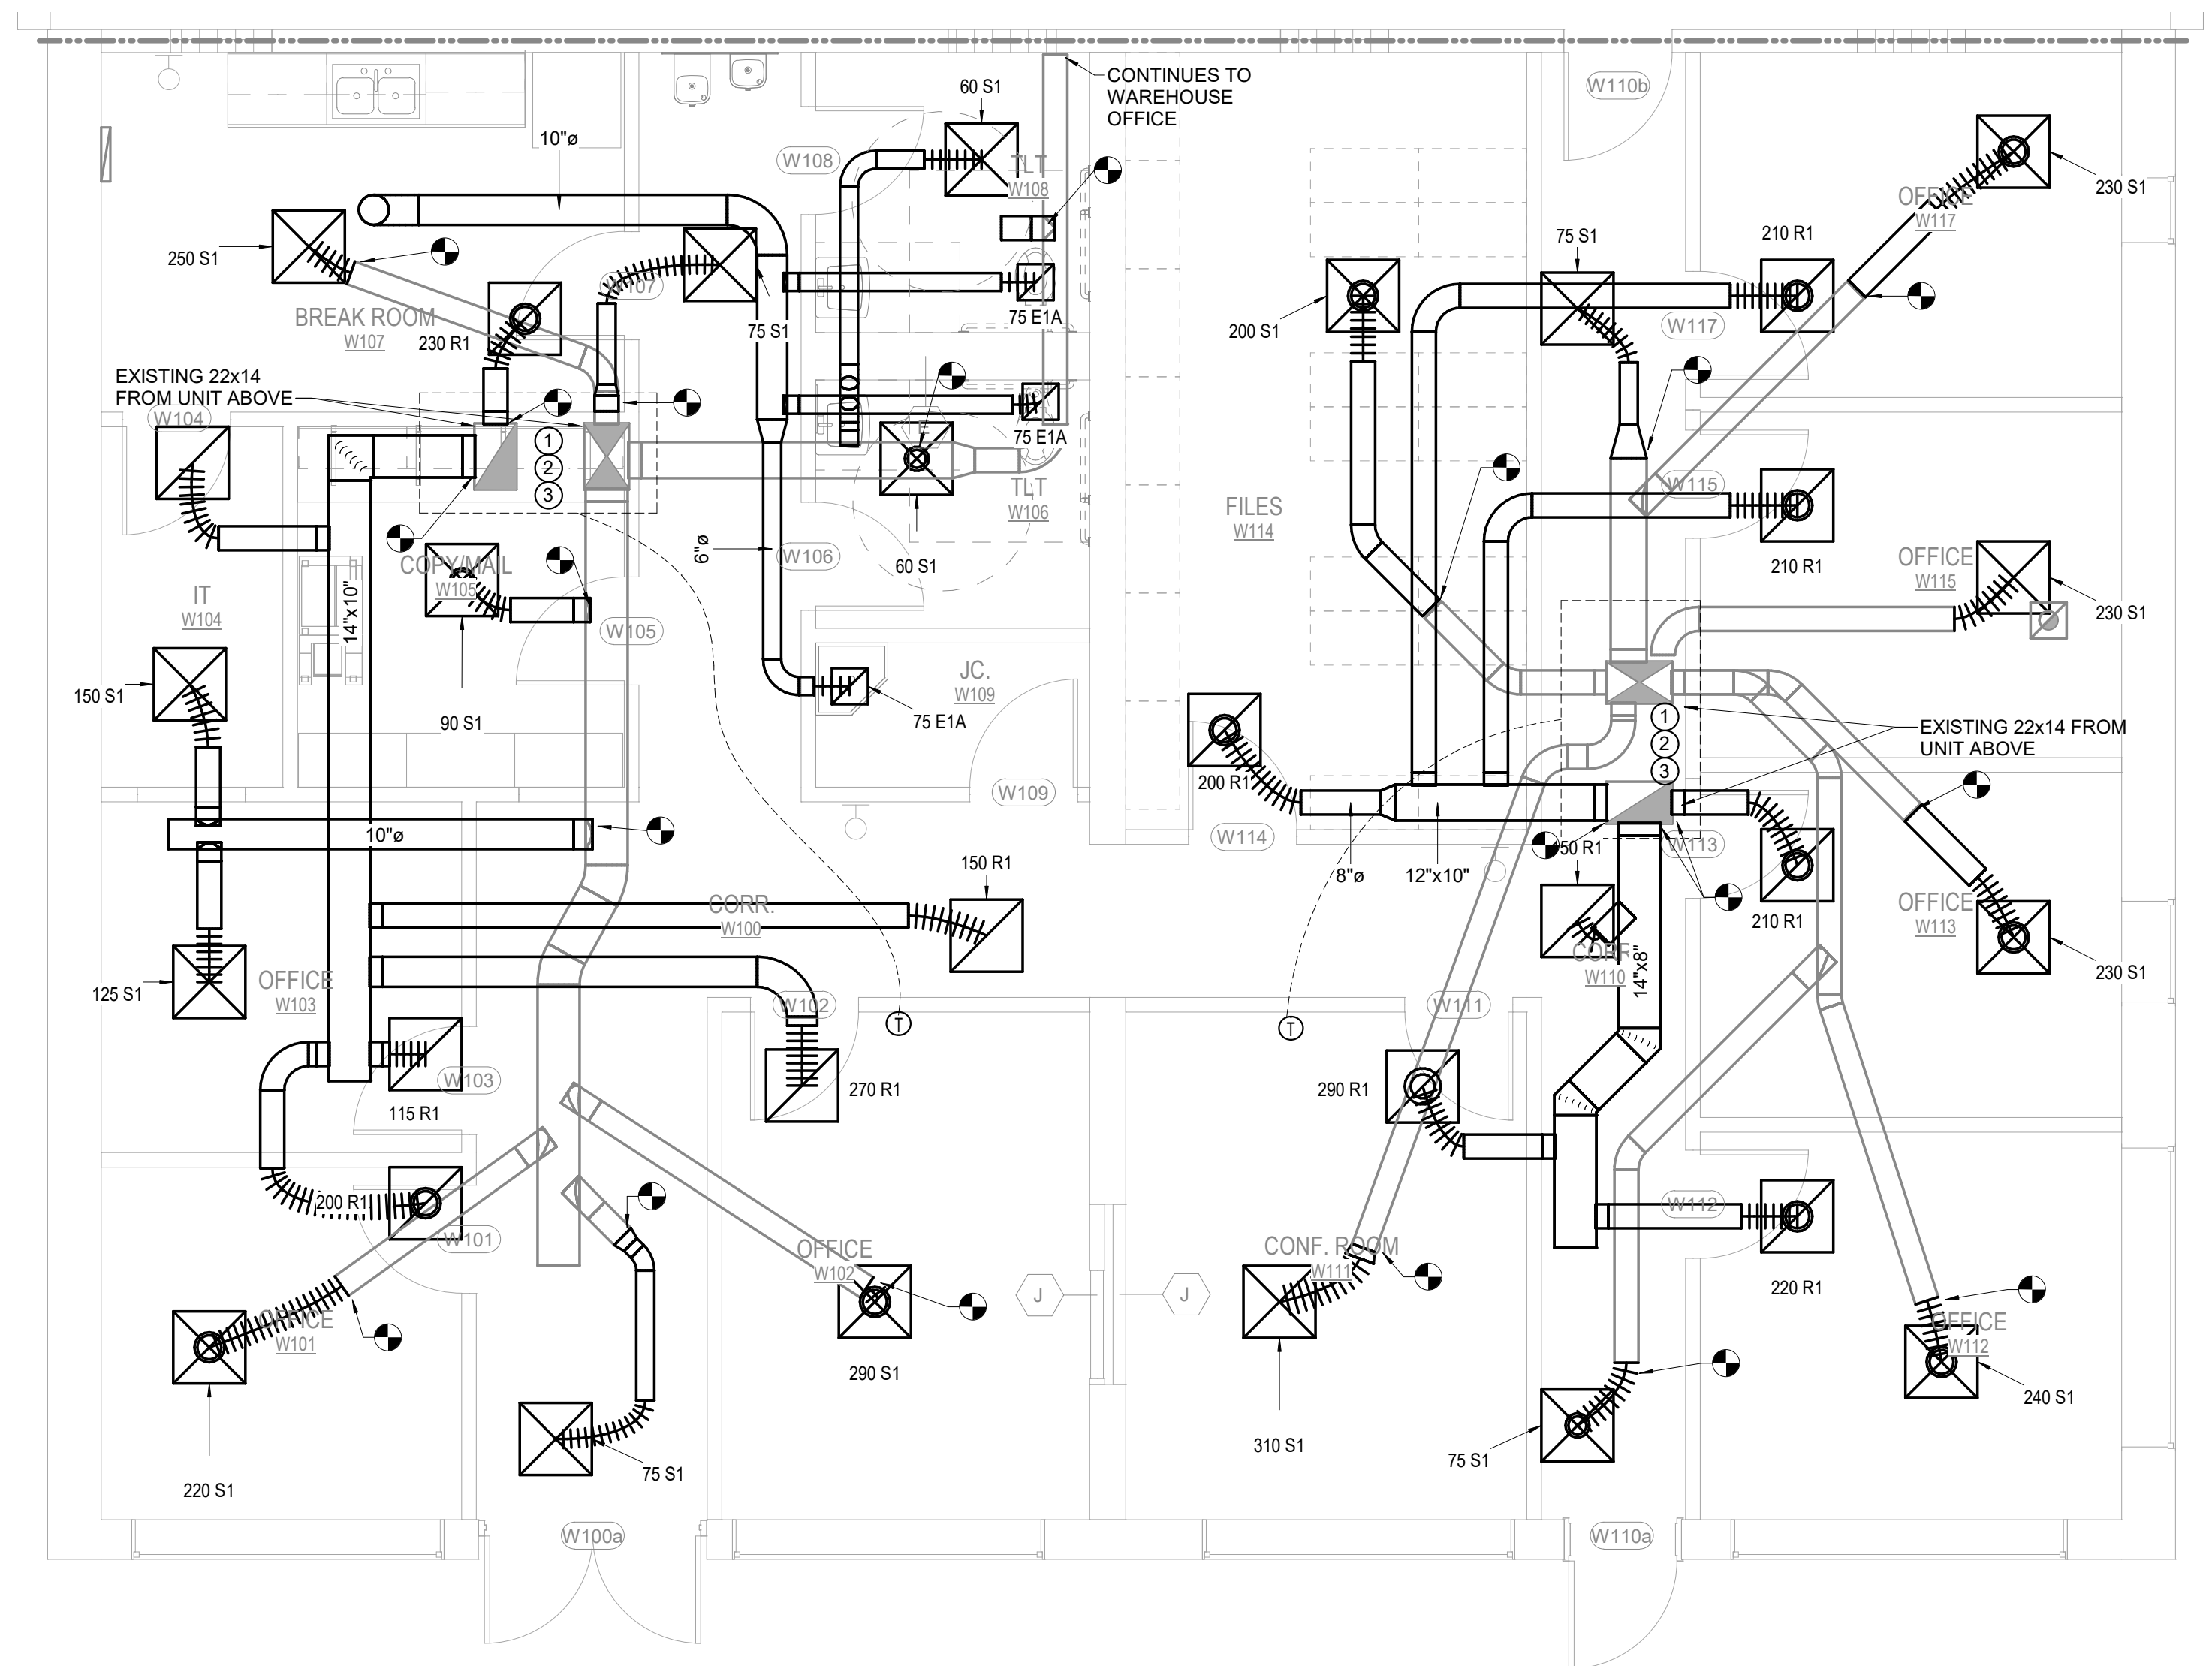 CONTINUES TO
WAREHOUSE
OFFICE
W110b
60 S1
10"ø
W108
TLT
W108
230 S1
OFFICE
W117
210 R1
75 S1
250 S1
W107
BREAK ROOM
W107
230 R1
75 S1
75 E1A
200 S1
W117
EXISTING 22x14
FROM UNIT ABOVE
W104
75 E1A
1
2
3
TLT
W106
FILES
W114
W115
6"ø
W106
60 S1
210 R1
OFFICE
W115
230 S1
COPY/MAIL
W105
IT
W104
14"x10"
W105
JC.
W109
150 S1
90 S1
75 E1A
1
2
3
EXISTING 22x14 FROM
UNIT ABOVE
200 R1
W109
10"ø
W114
8"ø
12"x10"
150 R1
W113
150 R1
CORR.
W100
210 R1
OFFICE
W113
230 S1
CORR.
W110
14"x8"
125 S1
OFFICE
W103
W102
W111
T
T
W103
115 R1
270 R1
290 R1
200 R1
W101
W112
OFFICE
W102
CONF. ROOM
W111
220 R1
J
J
OFFICE
W101
OFFICE
W112
290 S1
240 S1
310 S1
75 S1
75 S1
220 S1
W100a
W110a